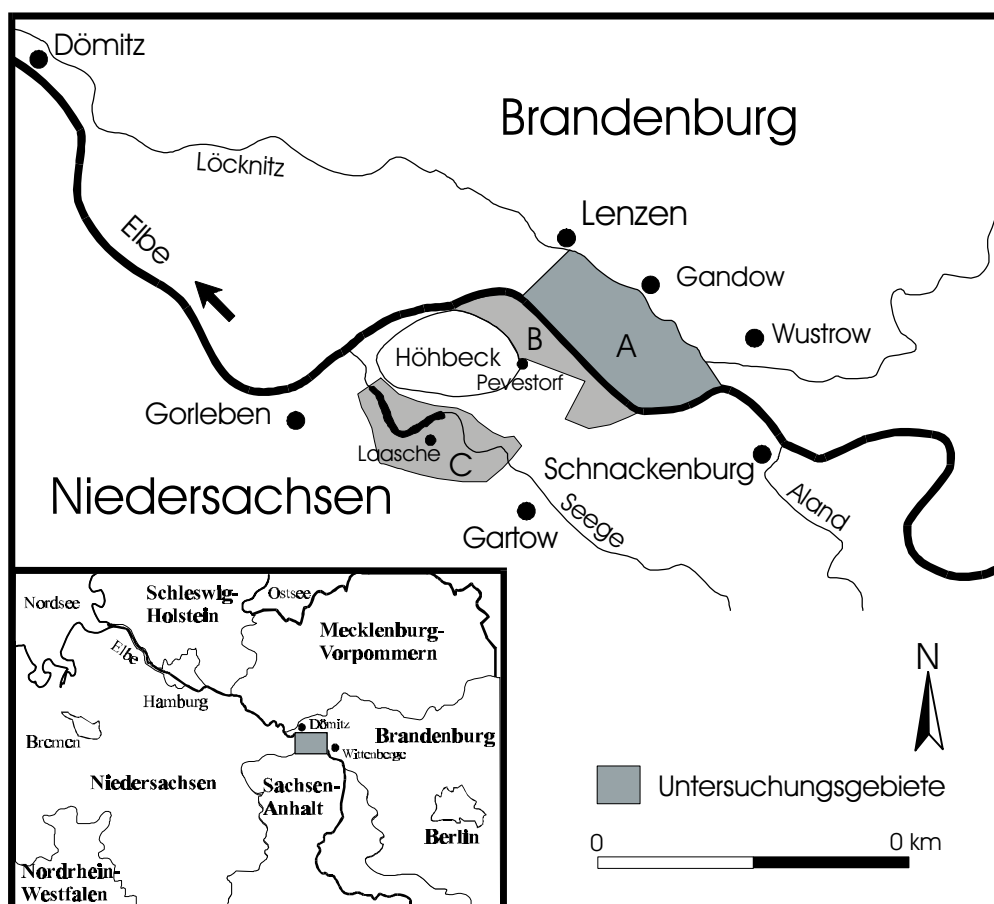 Dömitz
Brandenburg
Löcknitz
Lenzen
Elbe
Gandow
Wustrow
B
A
Höhbeck
Pevestorf
Gorleben
Laasche
C
Schnackenburg
Niedersachsen
Seege
Aland
Gartow
Nordsee
Schleswig-
Holstein
Ostsee
Mecklenburg-
Vorpommern
Elbe
Hamburg
Dömitz
Bremen
Brandenburg
Wittenberge
Niedersachsen
Sachsen-
Anhalt
Berlin
Nordrhein-
Westfalen
N
Untersuchungsgebiete
0 0 km